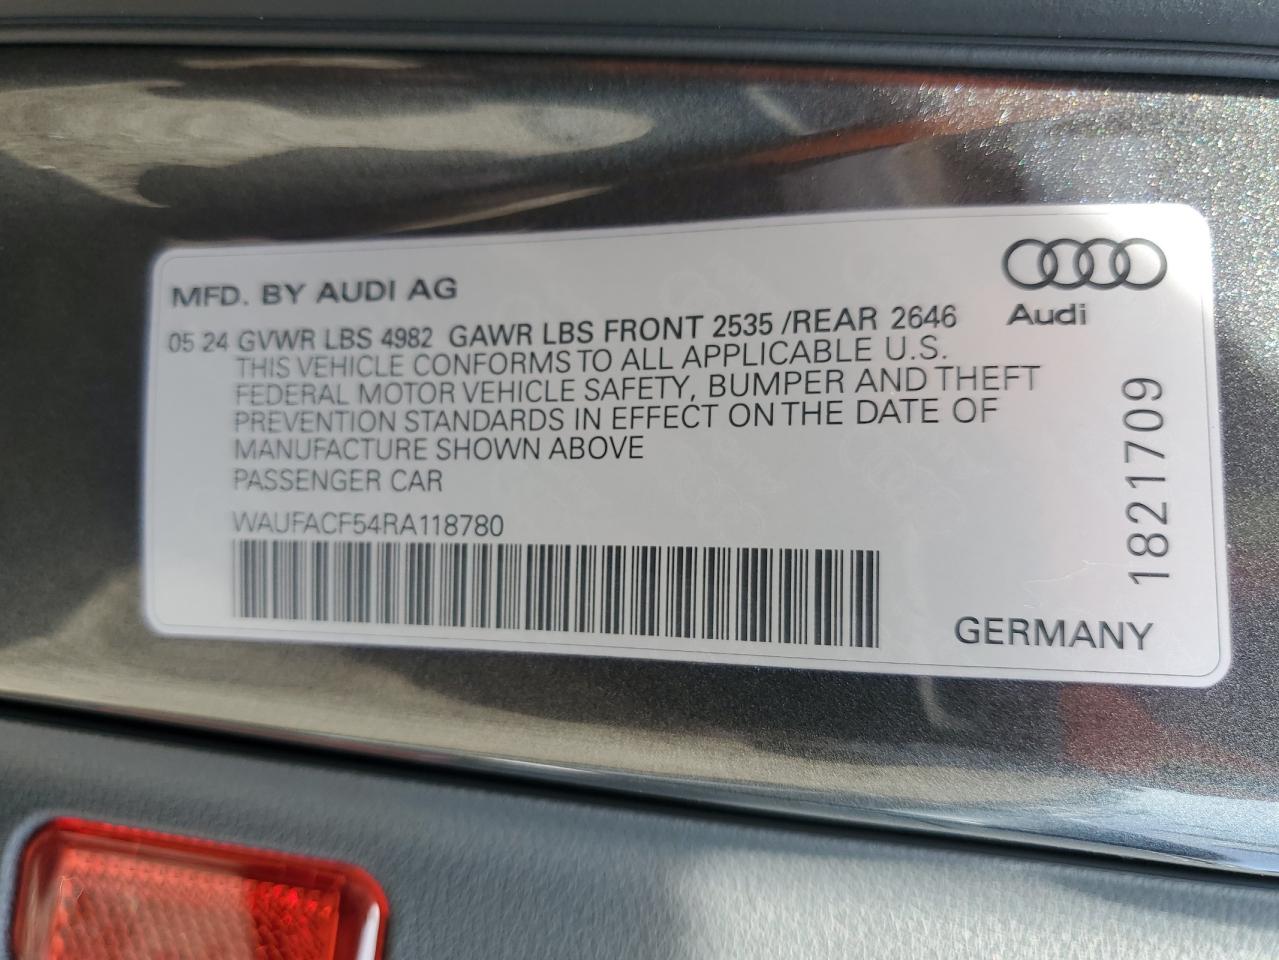 MFD. BY AUDI AG
Audi
05 24 GVWR LBS 4982 GAWR LBS FRONT 2535 /REAR 2646
THIS VEHICLE CONFORMS TO ALL APPLICABLE U.S.
FEDERAL MOTOR VEHICLE SAFETY, BUMPER AND THEFT
PREVENTION STANDARDS IN EFFECT ON THE DATE OF
MANUFACTURE SHOWN ABOVE
PASSENGER CAR
WAUFACF54RA118780
1821709
GERMANY